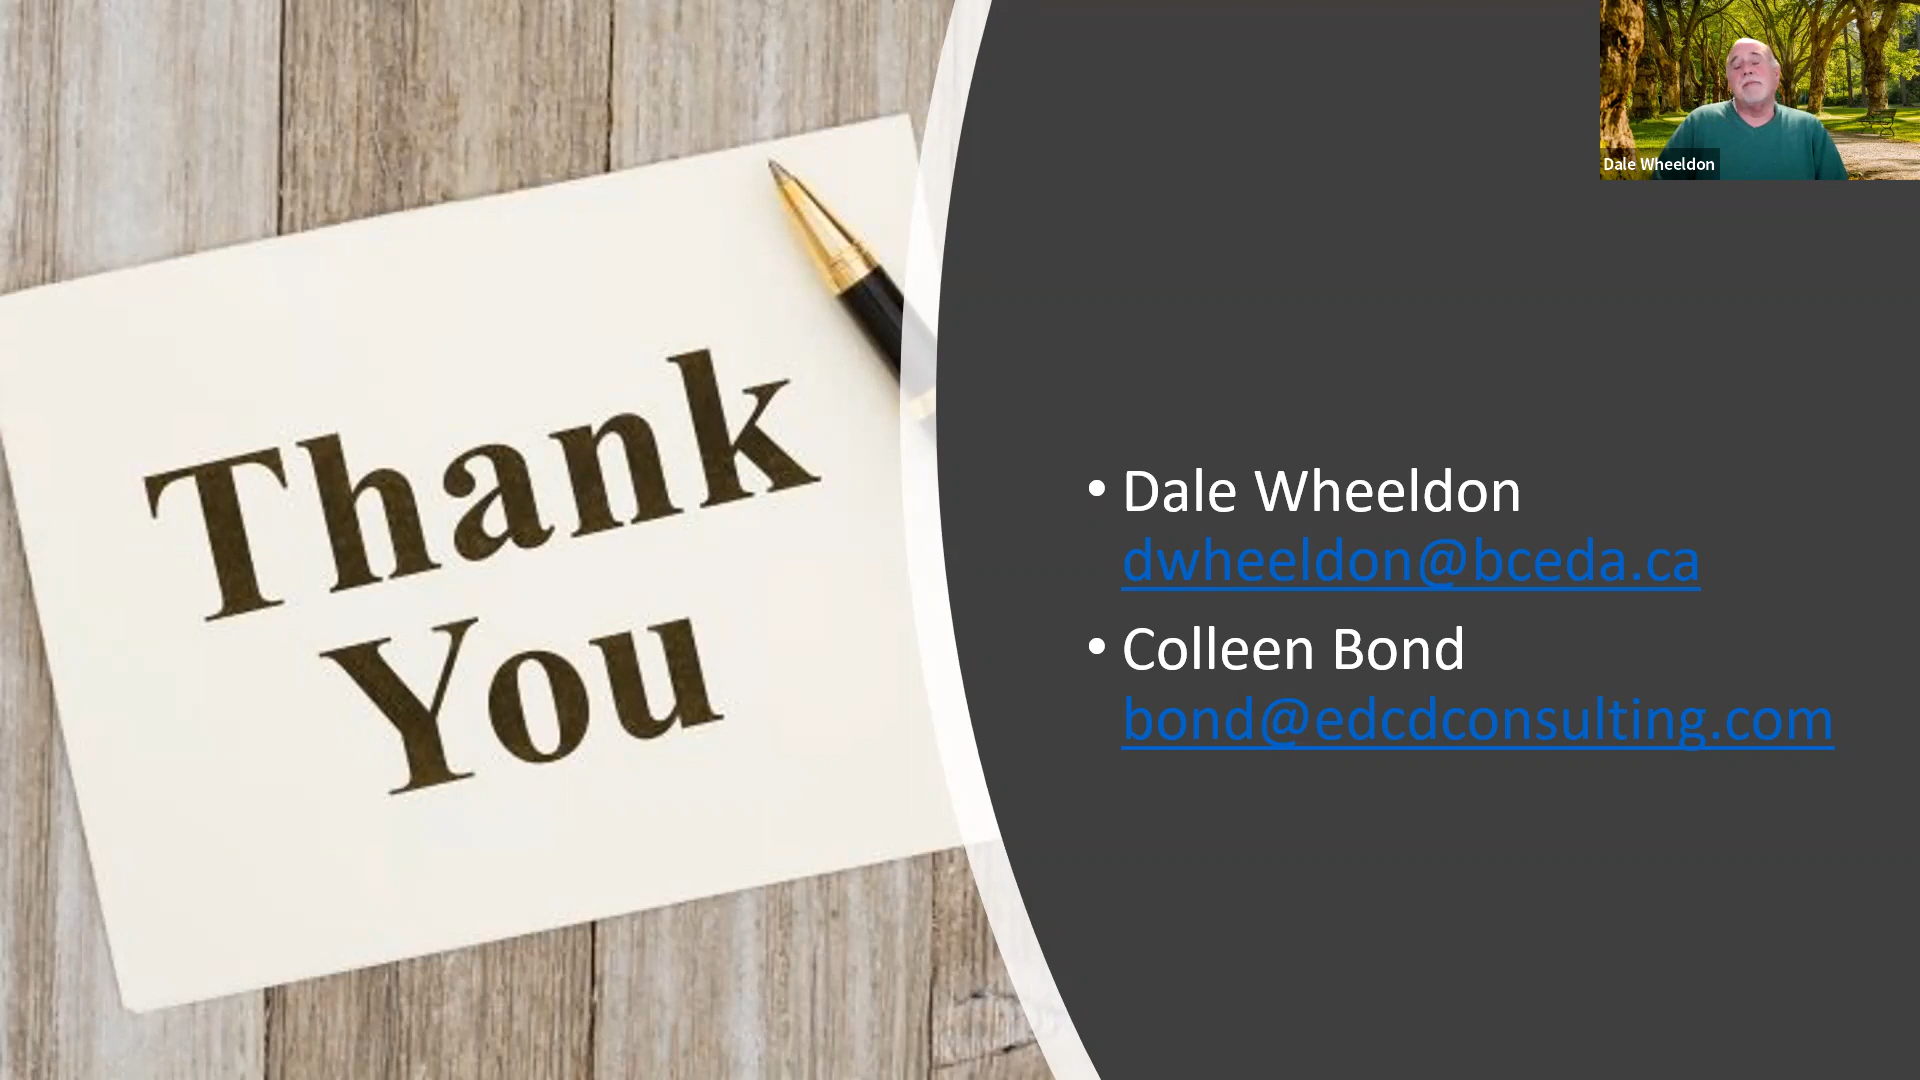 Thank
You
Dale Wheeldon
• Dale Wheeldon
dwheeldon@bceda.ca
• Colleen Bond
bond@edcdconsulting.com